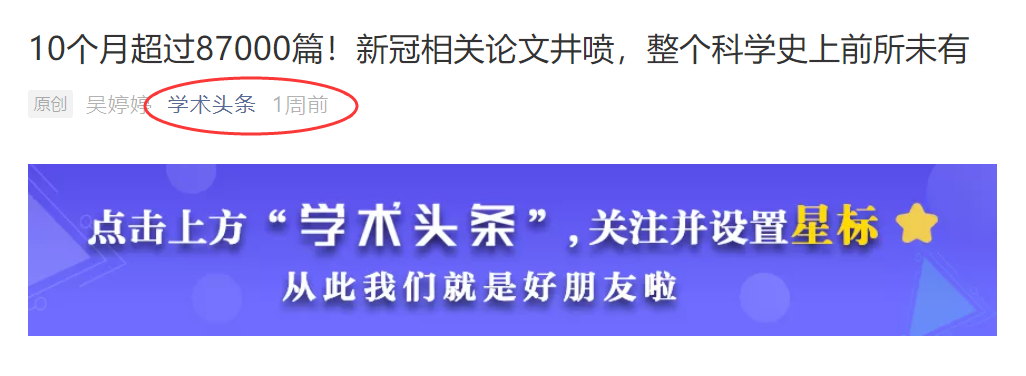 10个月超过87000篇！新冠相关论文井喷，整个科学史上前所未有
原创 吴婷婷 学术头条 1周前
点击上方“学术头条”,关注并设置星标
从此我们就是好朋友啦